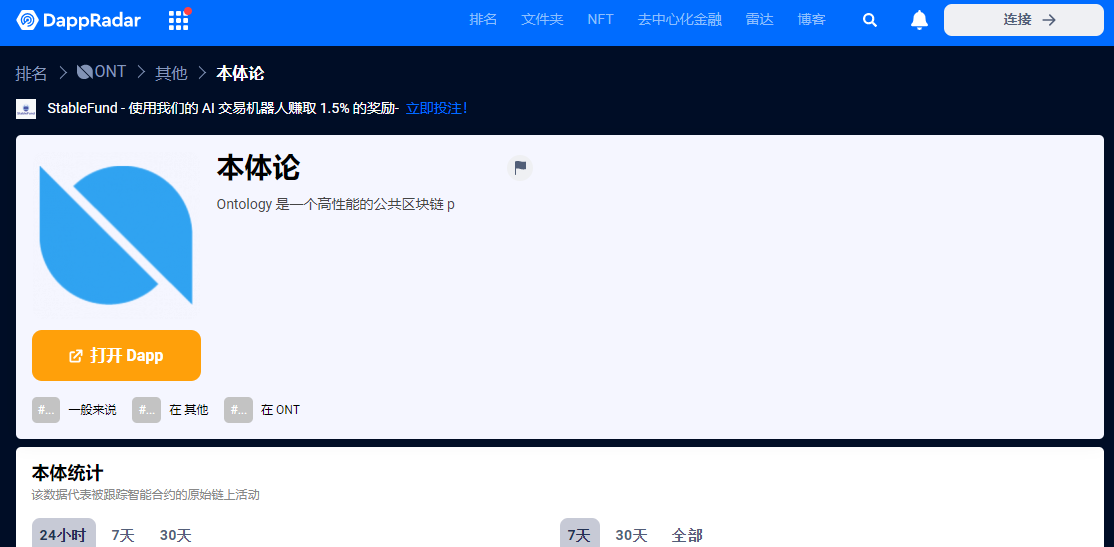 DappRadar 排名 文件夹 NFT 去中心化金融 雷达 博客 连接
排名 ONT 其他 本体论
StableFund - 使用我们的 AI 交易机器人赚取 1.5% 的奖励- 立即投注！
本体论
Ontology 是一个高性能的公共区块链 p
打开 Dapp
#... 一般来说 #... 在 其他 #... 在 ONT
本体统计
该数据代表被跟踪智能合约的原始链上活动
24小时 7天 30天 7天 30天 全部